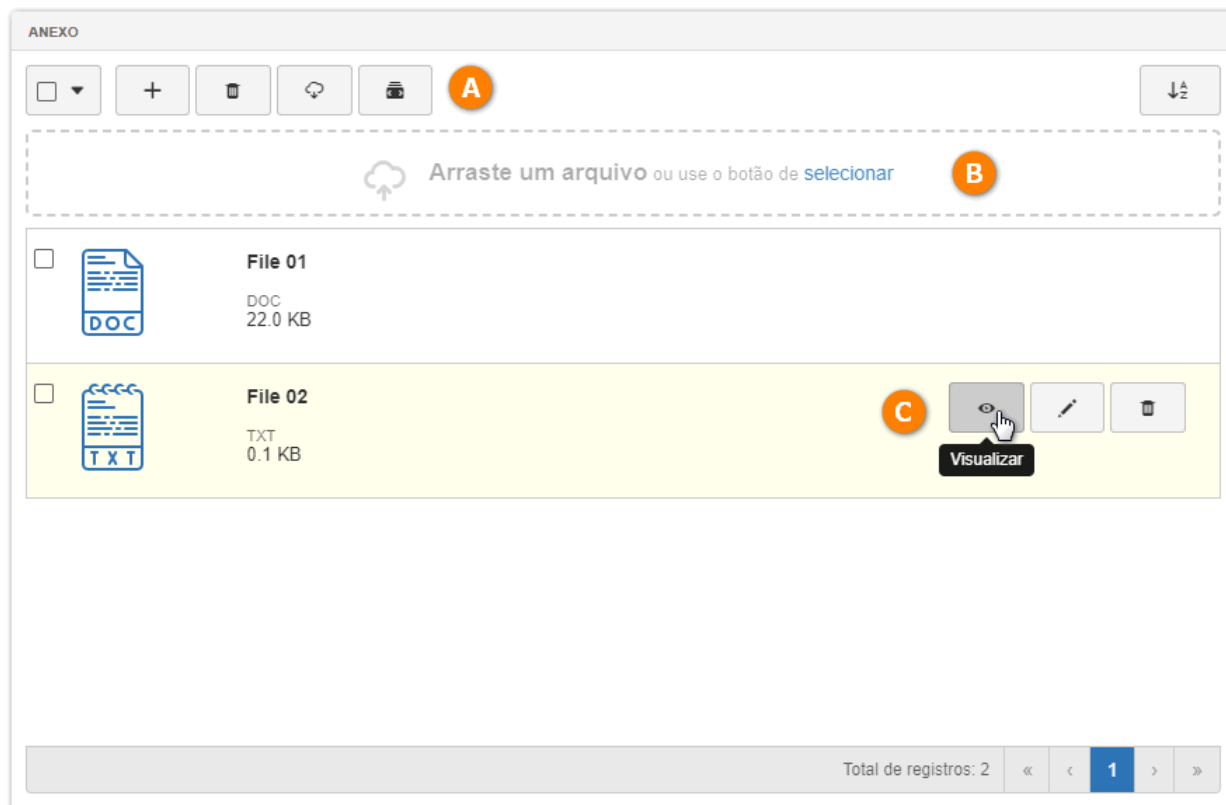 ANEXO
A
Arraste um arquivo ou use o botão de selecionar
B
File 01
DOC
22.0 KB
DOC
File 02
TXT
0.1 KB
TXT
C
Visualizar
Total de registros: 2 « ‹ 1 › »